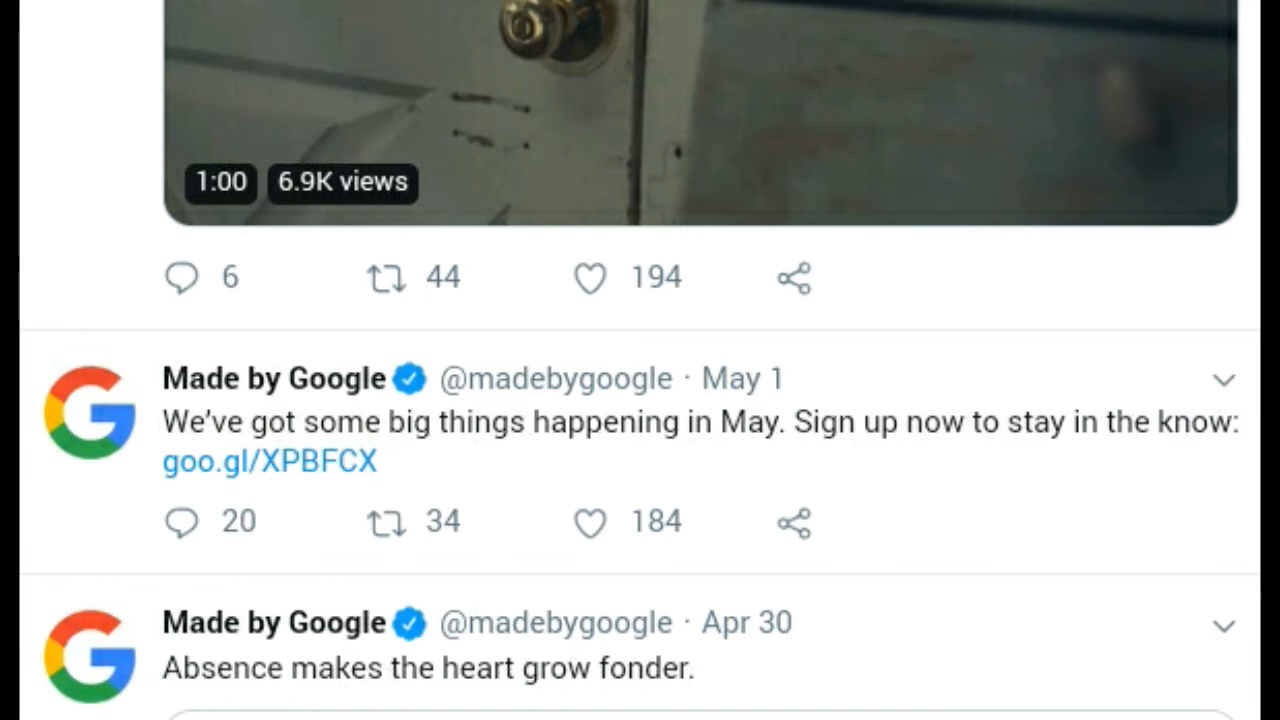 1:00 6.9K views
6 44 194
Made by Google @madebygoogle · May 1
We’ve got some big things happening in May. Sign up now to stay in the know:
goo.gl/XPBFCX
20 34 184
Made by Google @madebygoogle · Apr 30
Absence makes the heart grow fonder.